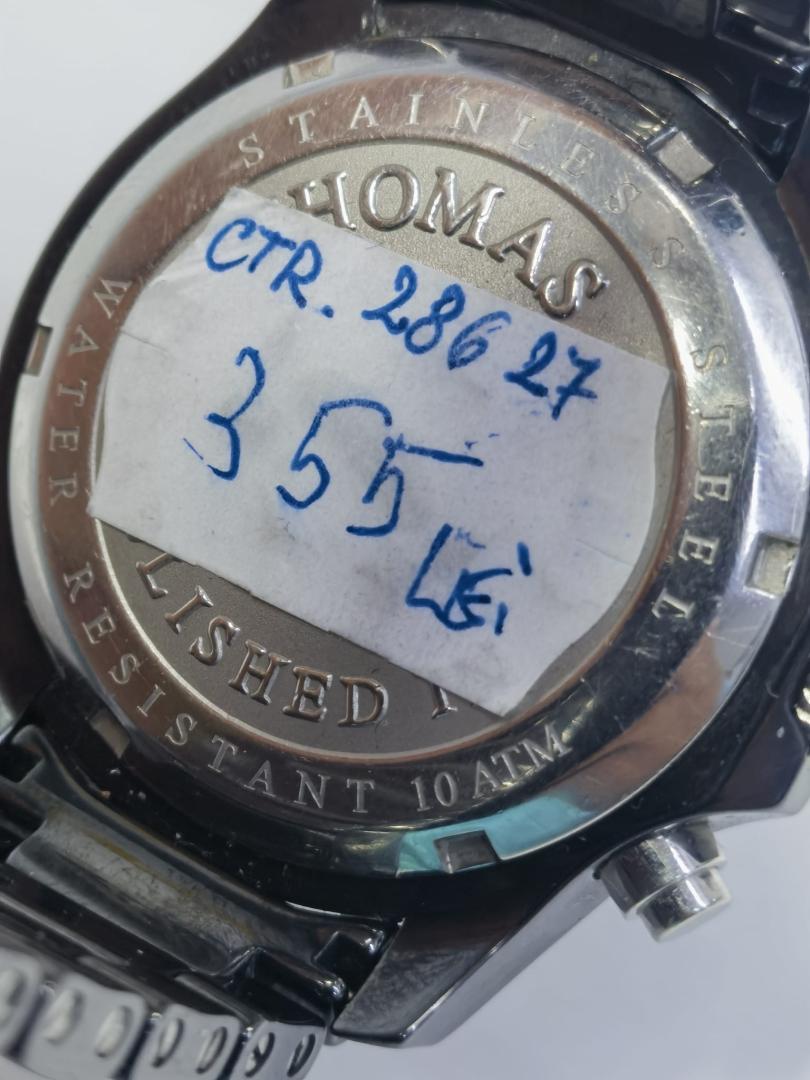 STAINLESS STEEL
HOMAS
CTR. 28627
355
LEI
LISHED
WATER RESISTANT 10 ATM